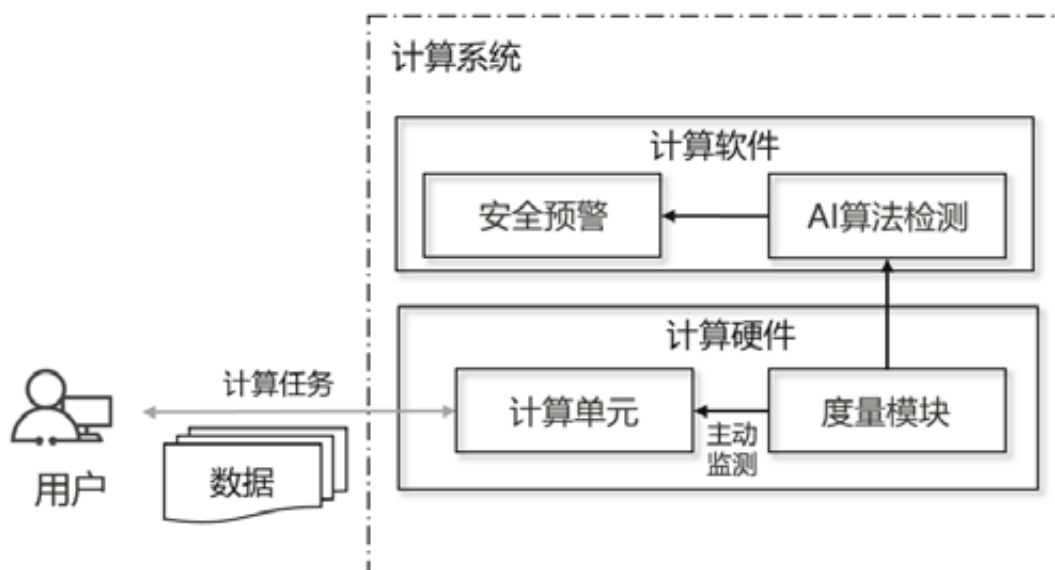 计算系统
计算软件
安全预警
AI算法检测
计算硬件
计算任务
计算单元
度量模块
主动
监测
数据
用户